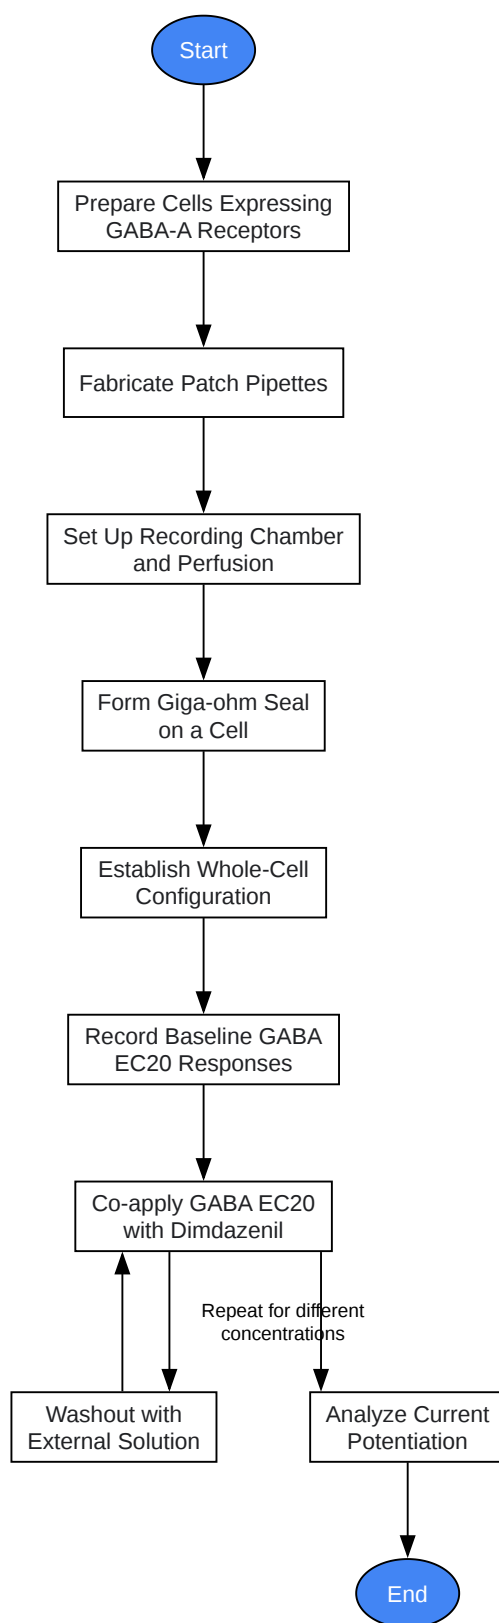 Start
Prepare Cells Expressing
GABA-A Receptors
Fabricate Patch Pipettes
Set Up Recording Chamber
and Perfusion
Form Giga-ohm Seal
on a Cell
Establish Whole-Cell
Configuration
Record Baseline GABA
EC20 Responses
Co-apply GABA EC20
with Dimdazenil
Repeat for different
concentrations
Washout with
External Solution
Analyze Current
Potentiation
End